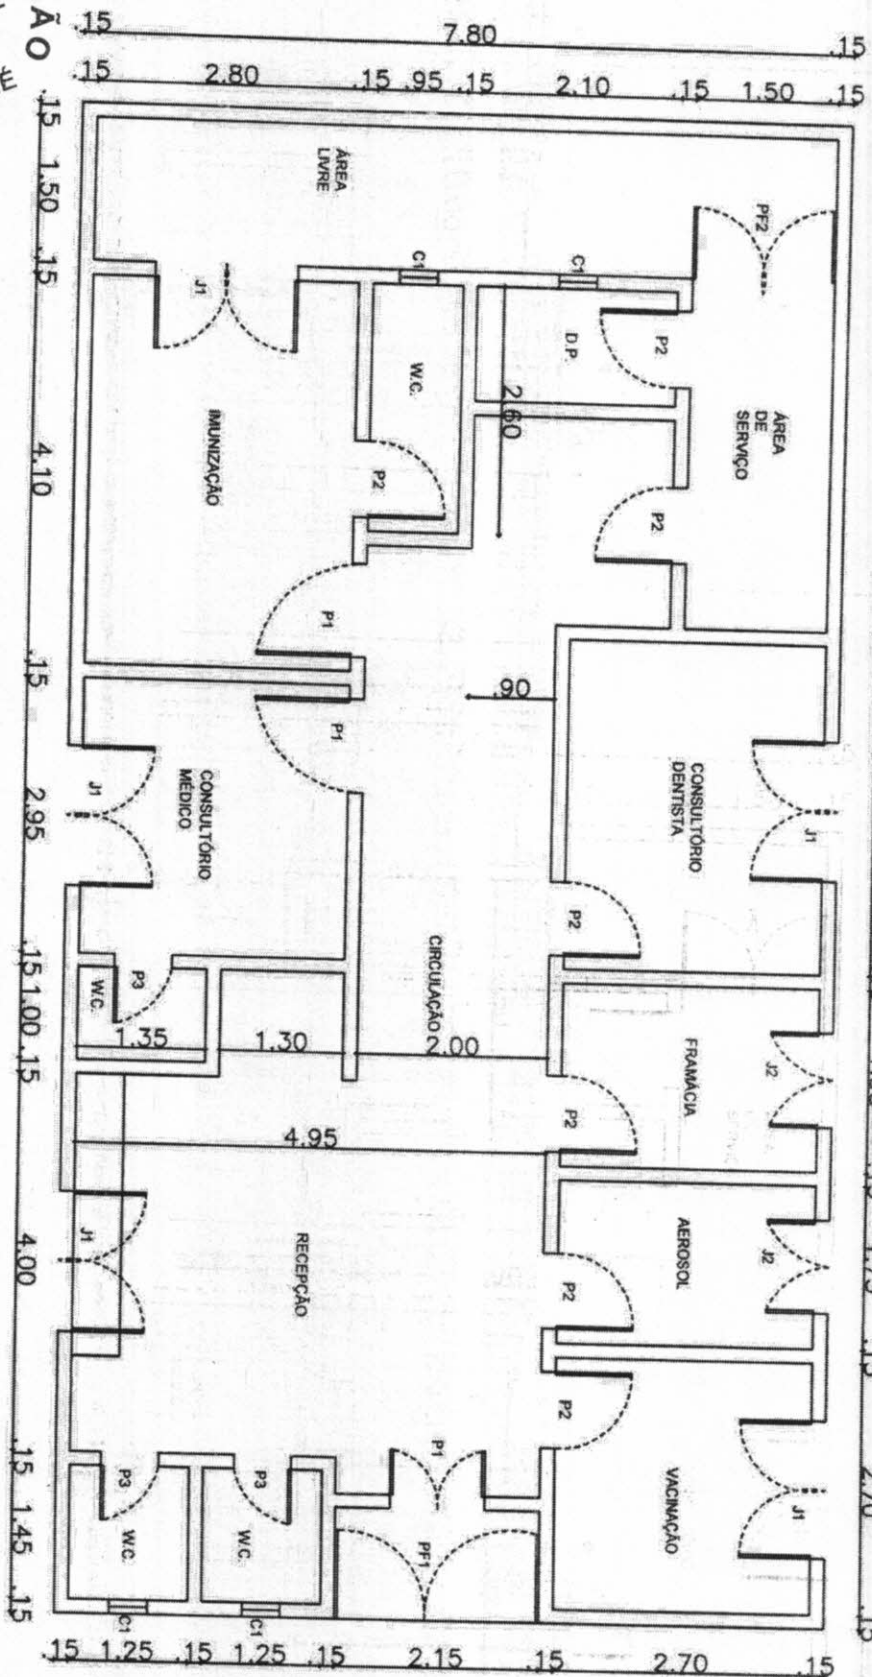 ÃO
E
.15 7.80 .15
.15 2.80 .15 .95 .15 2.10 .15 1.50 .15
.15 1.50 .15 4.10 .15 2.95 .15 1.00 .15 4.00 .15 1.45 .15
ÁREA
LIVRE
PF2
C1
C1
J1
D.P.
P2
W.C.
ÁREA
DE
SERVIÇO
2.60
IMUNIZAÇÃO
P2
P2
P1
.90
P1
CONSULTÓRIO
MÉDICO
J1
CONSULTÓRIO
DENTISTA
J1
P2
CIRCULAÇÃO
P3
W.C.
1.35
1.30
2.00
FRAMÁCIA
J2
P2
4.95
J1
RECEPÇÃO
AEROSOL
J2
P2
P2
VACINAÇÃO
J1
P1
P3
P3
W.C.
W.C.
PF1
C1
C1
2.70
.15
.15 1.25 .15 1.25 .15 2.15 .15 2.70 .15